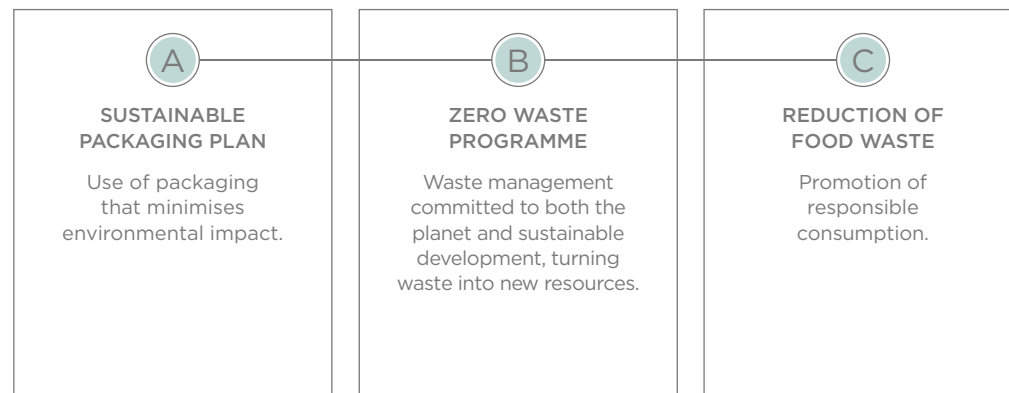 A
SUSTAINABLE
PACKAGING PLAN
Use of packaging
that minimises
environmental impact.
B
ZERO WASTE
PROGRAMME
Waste management
committed to both the
planet and sustainable
development, turning
waste into new resources.
C
REDUCTION OF
FOOD WASTE
Promotion of
responsible
consumption.